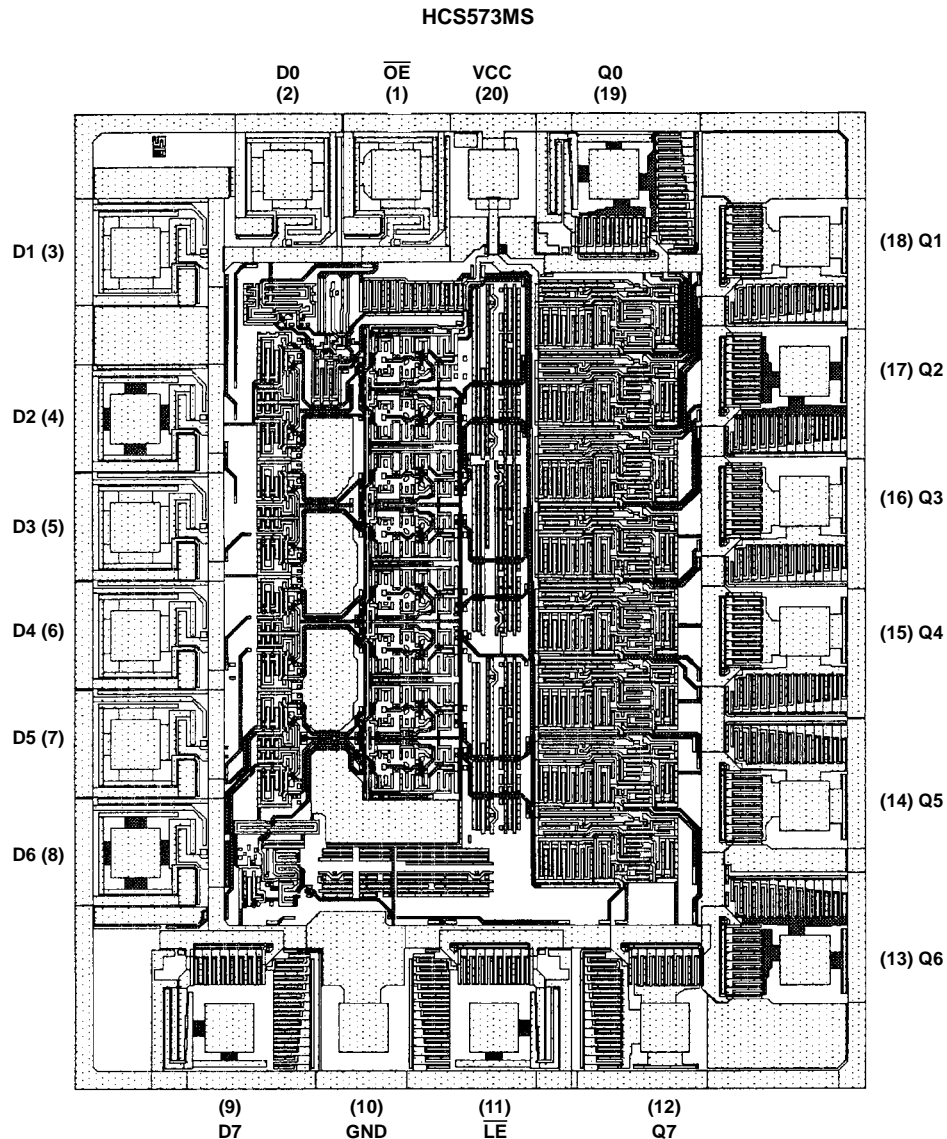 HCS573MS
D0 O̅E̅ VCC Q0
(2) (1) (20) (19)
D1 (3)
(18) Q1
D2 (4)
(17) Q2
D3 (5)
(16) Q3
D4 (6)
(15) Q4
D5 (7)
(14) Q5
D6 (8)
(13) Q6
(9) (10) (11) (12)
D7 GND L̅E̅ Q7